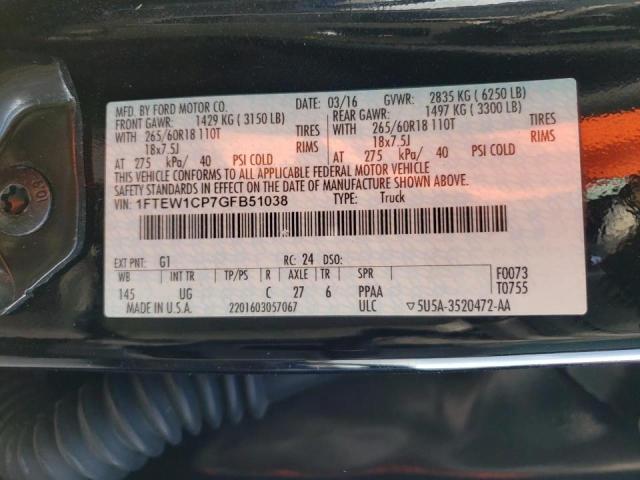 MFD. BY FORD MOTOR CO.
DATE: 03/16 GVWR: 2835 KG ( 6250 LB)
FRONT GAWR: 1429 KG ( 3150 LB) REAR GAWR: 1497 KG ( 3300 LB)
WITH 265/60R18 110T TIRES WITH 265/60R18 110T TIRES
18x7.5J RIMS 18x7.5J RIMS
AT 275 kPa/ 40 PSI COLD AT 275 kPa/ 40 PSI COLD
THIS VEHICLE CONFORMS TO ALL APPLICABLE FEDERAL MOTOR VEHICLE
SAFETY STANDARDS IN EFFECT ON THE DATE OF MANUFACTURE SHOWN ABOVE.
VIN: 1FTEW1CP7GFB51038 TYPE: Truck
EXT PNT: G1 RC: 24 DSO:
WB INT TR TP/PS R AXLE TR SPR F0073
145 UG C 27 6 PPAA T0755
MADE IN U.S.A. 2201603057067 ULC 5U5A-3520472-AA